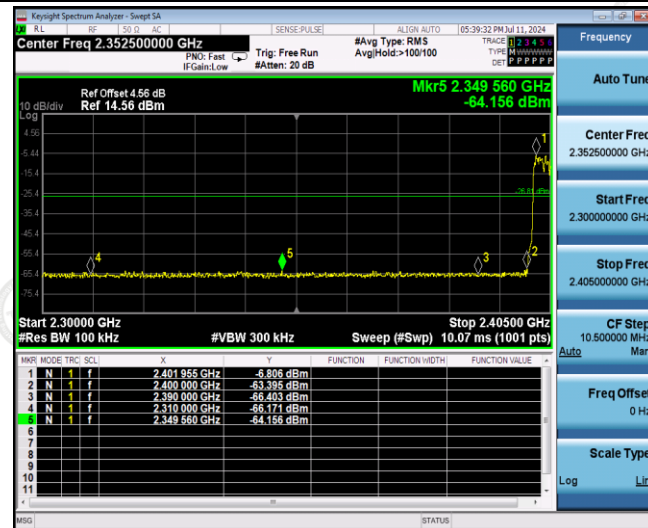 Keysight Spectrum Analyzer - Swept SA
RL RF 50 Ω AC SENSE:PULSE ALIGN AUTO 05:39:32 PM Jul 11, 2024
Center Freq 2.352500000 GHz
PNO: Fast
IFGain:Low
Trig: Free Run
#Atten: 20 dB
#Avg Type: RMS
Avg|Hold:>100/100
TRACE 1 2 3 4 5 6
TYPE M
DET P P P P P P
Ref Offset 4.56 dB
Ref 14.56 dBm
10 dB/div
Log
Mkr5 2.349 560 GHz
-64.156 dBm
4.56
-5.44
-15.4
-25.4
-35.4
-45.4
-55.4
-65.4
-75.4
-26.81 dBm
1
2
3
4
5
Start 2.30000 GHz
Stop 2.40500 GHz
#Res BW 100 kHz
#VBW 300 kHz
Sweep (#Swp) 10.07 ms (1001 pts)
MKR MODE TRC SCL X Y FUNCTION FUNCTION WIDTH FUNCTION VALUE
1 N 1 f 2.401 955 GHz -6.806 dBm
2 N 1 f 2.400 000 GHz -63.395 dBm
3 N 1 f 2.390 000 GHz -66.403 dBm
4 N 1 f 2.310 000 GHz -66.171 dBm
5 N 1 f 2.349 560 GHz -64.156 dBm
6
7
8
9
10
11
MSG
STATUS
Frequency
Auto Tune
Center Freq
2.352500000 GHz
Start Freq
2.300000000 GHz
Stop Freq
2.405000000 GHz
CF Step
10.500000 MHz
Auto Man
Freq Offset
0 Hz
Scale Type
Log Lin